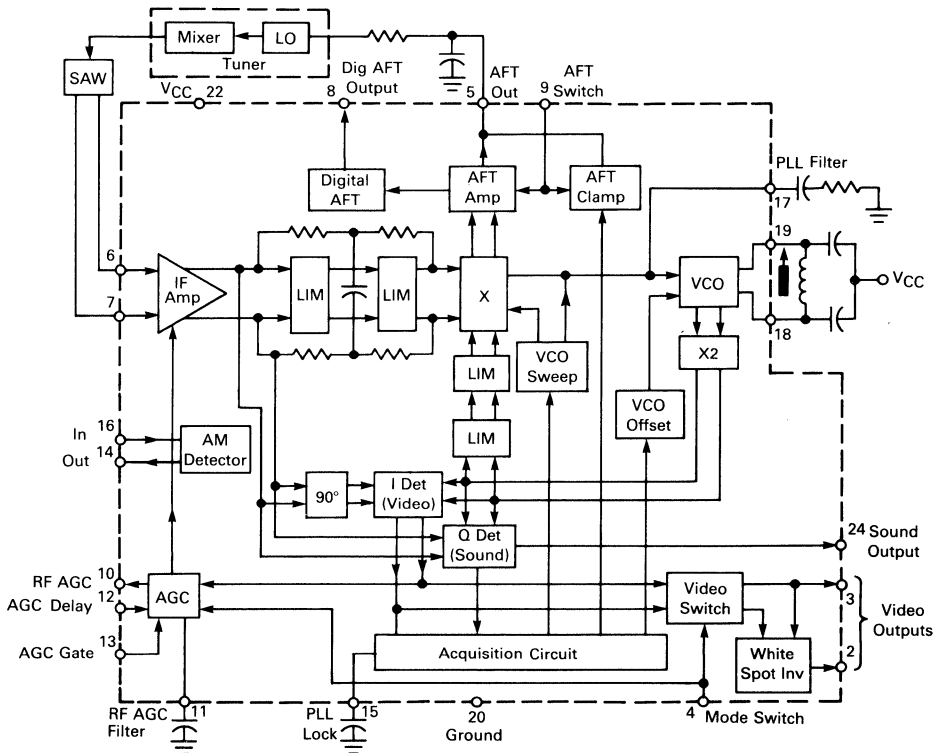 Mixer
LO
Tuner
SAW
VCC 22
Dig AFT
Output
8
5
AFT
Out
9
AFT
Switch
Digital
AFT
AFT
Amp
AFT
Clamp
PLL Filter
17
19
18
VCC
6
7
IF
Amp
LIM
LIM
X
VCO
X2
LIM
LIM
VCO
Sweep
VCO
Offset
In 16
Out 14
AM
Detector
90°
I Det
(Video)
Q Det
(Sound)
24 Sound
Output
RF AGC 10
AGC Delay 12
AGC
AGC Gate 13
Video
Switch
3
Video
Outputs
2
White
Spot Inv
Acquisition Circuit
RF AGC
Filter
11
PLL
Lock
15
20
Ground
4
Mode Switch